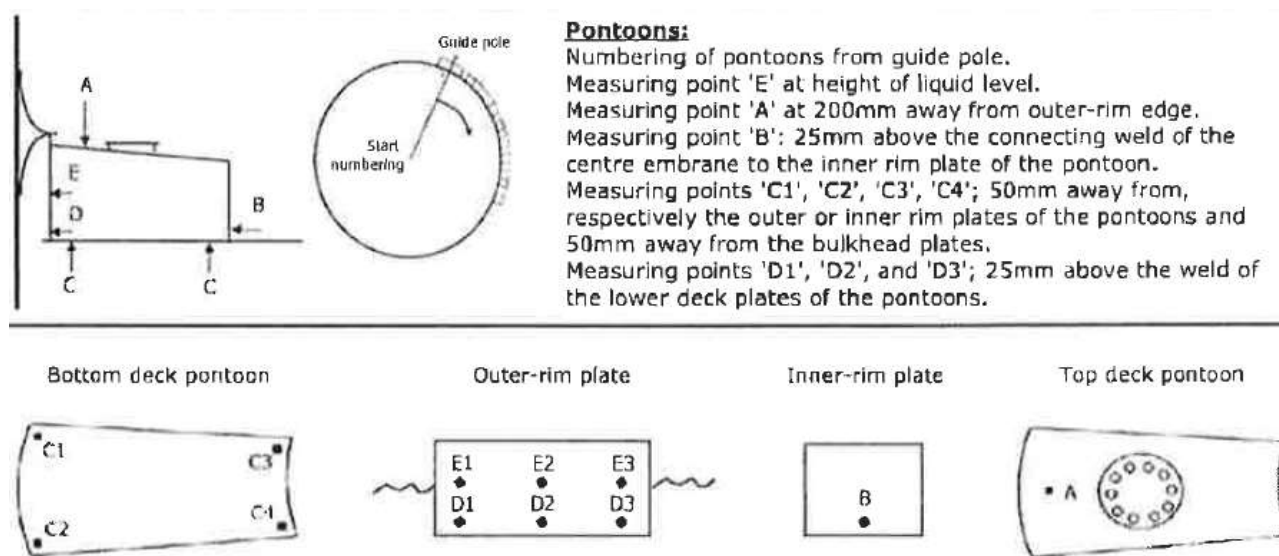 Guide pole
Start
numbering
A
E
D
B
C
C
Pontoons:
Numbering of pontoons from guide pole.
Measuring point 'E' at height of liquid level.
Measuring point 'A' at 200mm away from outer-rim edge.
Measuring point 'B': 25mm above the connecting weld of the
centre embrane to the inner rim plate of the pontoon.
Measuring points 'C1', 'C2', 'C3', 'C4'; 50mm away from,
respectively the outer or inner rim plates of the pontoons and
50mm away from the bulkhead plates.
Measuring points 'D1', 'D2', and 'D3'; 25mm above the weld of
the lower deck plates of the pontoons.
Bottom deck pontoon
C1
C3
C2
C4
Outer-rim plate
E1 E2 E3
D1 D2 D3
Inner-rim plate
B
Top deck pontoon
A